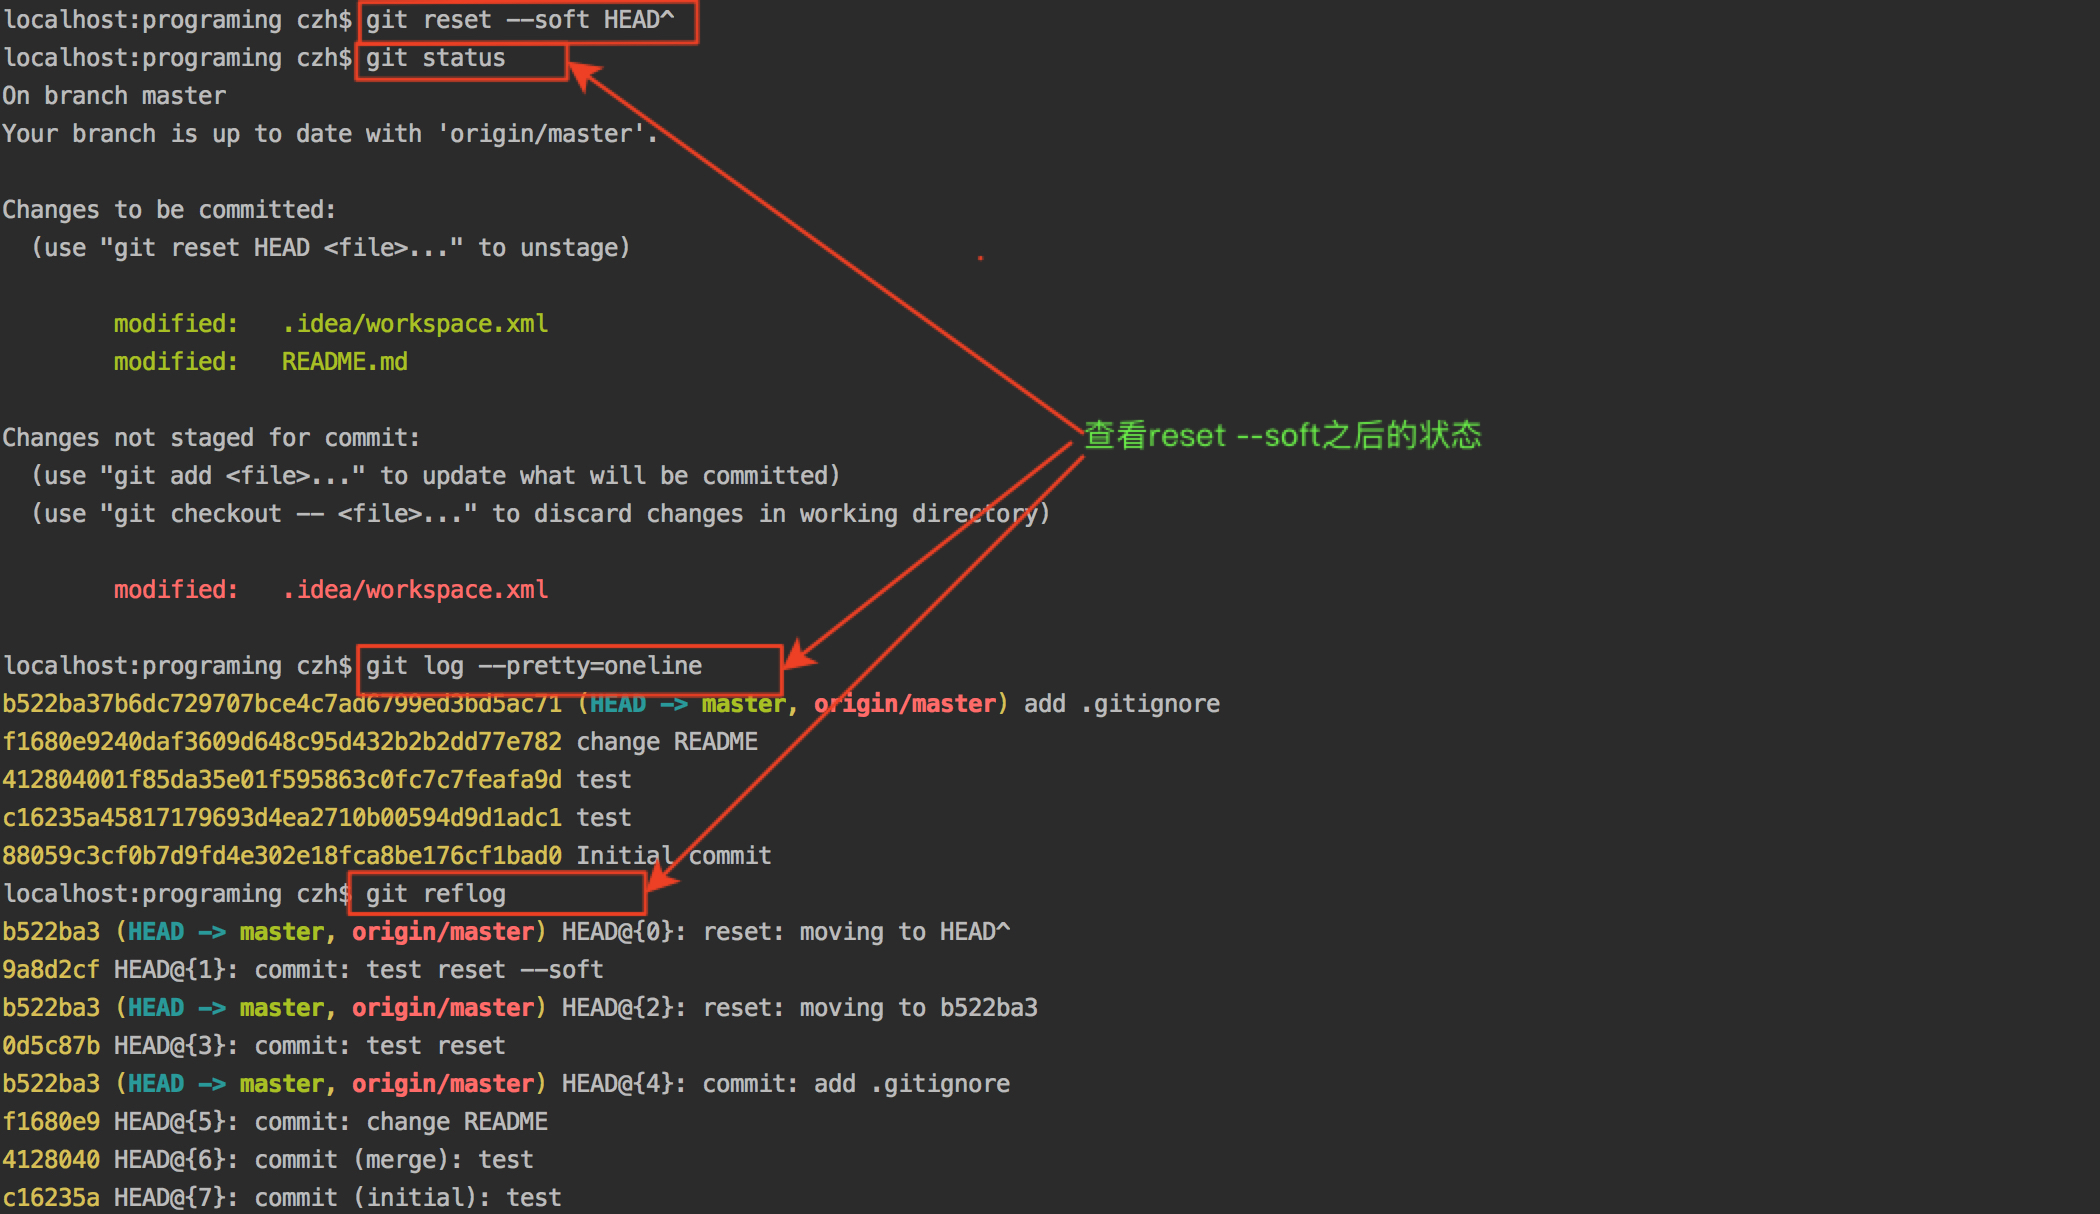 localhost:programing czh$ git reset --soft HEAD^
localhost:programing czh$ git status
On branch master
Your branch is up to date with 'origin/master'.
Changes to be committed:
  (use "git reset HEAD <file>..." to unstage)
        modified:   .idea/workspace.xml
        modified:   README.md
Changes not staged for commit:
查看reset --soft之后的状态
  (use "git add <file>..." to update what will be committed)
  (use "git checkout -- <file>..." to discard changes in working directory)
        modified:   .idea/workspace.xml
localhost:programing czh$ git log --pretty=oneline
b522ba37b6dc729707bce4c7ad6799ed3bd5ac71 (HEAD -> master, origin/master) add .gitignore
f1680e9240daf3609d648c95d432b2b2dd77e782 change README
412804001f85da35e01f595863c0fc7c7feafa9d test
c16235a45817179693d4ea2710b00594d9d1adc1 test
88059c3cf0b7d9fd4e302e18fca8be176cf1bad0 Initial commit
localhost:programing czh$ git reflog
b522ba3 (HEAD -> master, origin/master) HEAD@{0}: reset: moving to HEAD^
9a8d2cf HEAD@{1}: commit: test reset --soft
b522ba3 (HEAD -> master, origin/master) HEAD@{2}: reset: moving to b522ba3
0d5c87b HEAD@{3}: commit: test reset
b522ba3 (HEAD -> master, origin/master) HEAD@{4}: commit: add .gitignore
f1680e9 HEAD@{5}: commit: change README
4128040 HEAD@{6}: commit (merge): test
c16235a HEAD@{7}: commit (initial): test